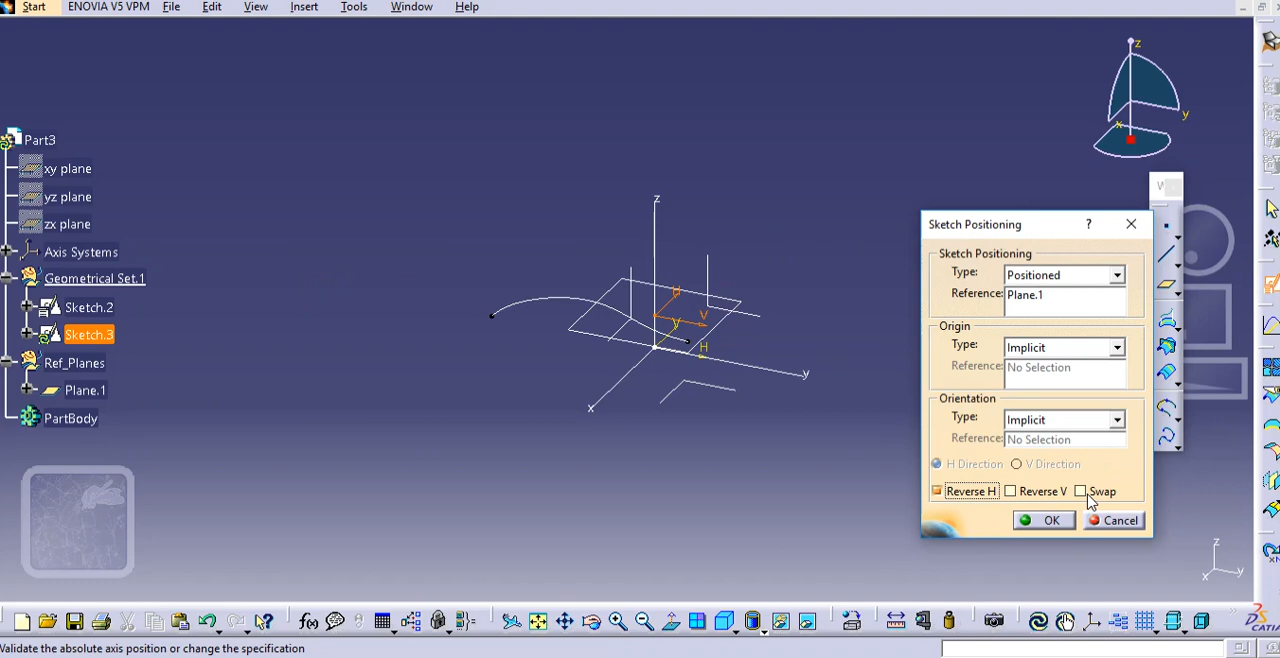 Start ENOVIA V5 VPM File Edit View Insert Tools Window Help
Part3
xy plane
yz plane
zx plane
Axis Systems
Geometrical Set.1
Sketch.2
Sketch.3
Ref_Planes
Plane.1
PartBody
z
y
x
z
H
V
y
H
y
x
Sketch Positioning ?
Sketch Positioning
Type: Positioned
Reference: Plane.1
Origin
Type: Implicit
Reference: No Selection
Orientation
Type: Implicit
Reference: No Selection
H Direction V Direction
Reverse H Reverse V Swap
OK Cancel
z
x y
f(x)
CATIA
Validate the absolute axis position or change the specification